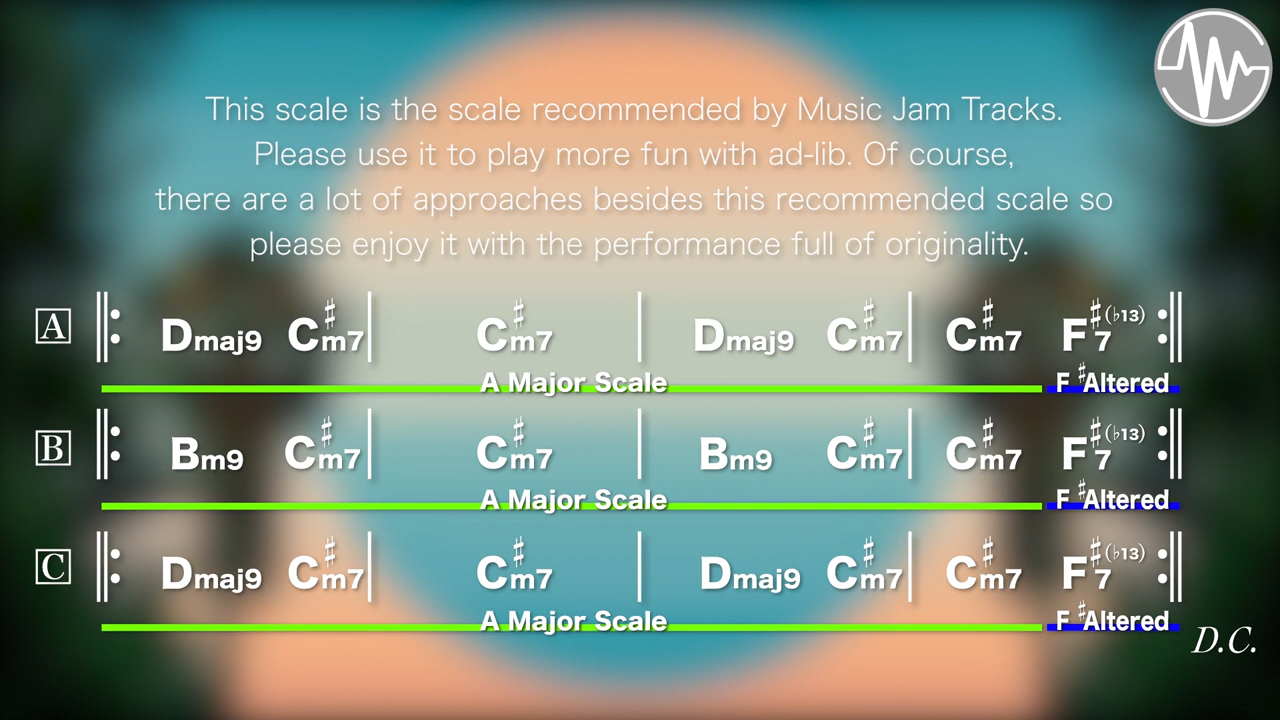 This scale is the scale recommended by Music Jam Tracks.
Please use it to play more fun with ad-lib. Of course,
there are a lot of approaches besides this recommended scale so
please enjoy it with the performance full of originality.
A Dmaj9 C♯m7 C♯m7 Dmaj9 C♯m7 C♯m7 F♯7(♭13)
A Major Scale F♯Altered
B Bm9 C♯m7 C♯m7 Bm9 C♯m7 C♯m7 F♯7(♭13)
A Major Scale F♯Altered
C Dmaj9 C♯m7 C♯m7 Dmaj9 C♯m7 C♯m7 F♯7(♭13)
A Major Scale F♯Altered
D.C.